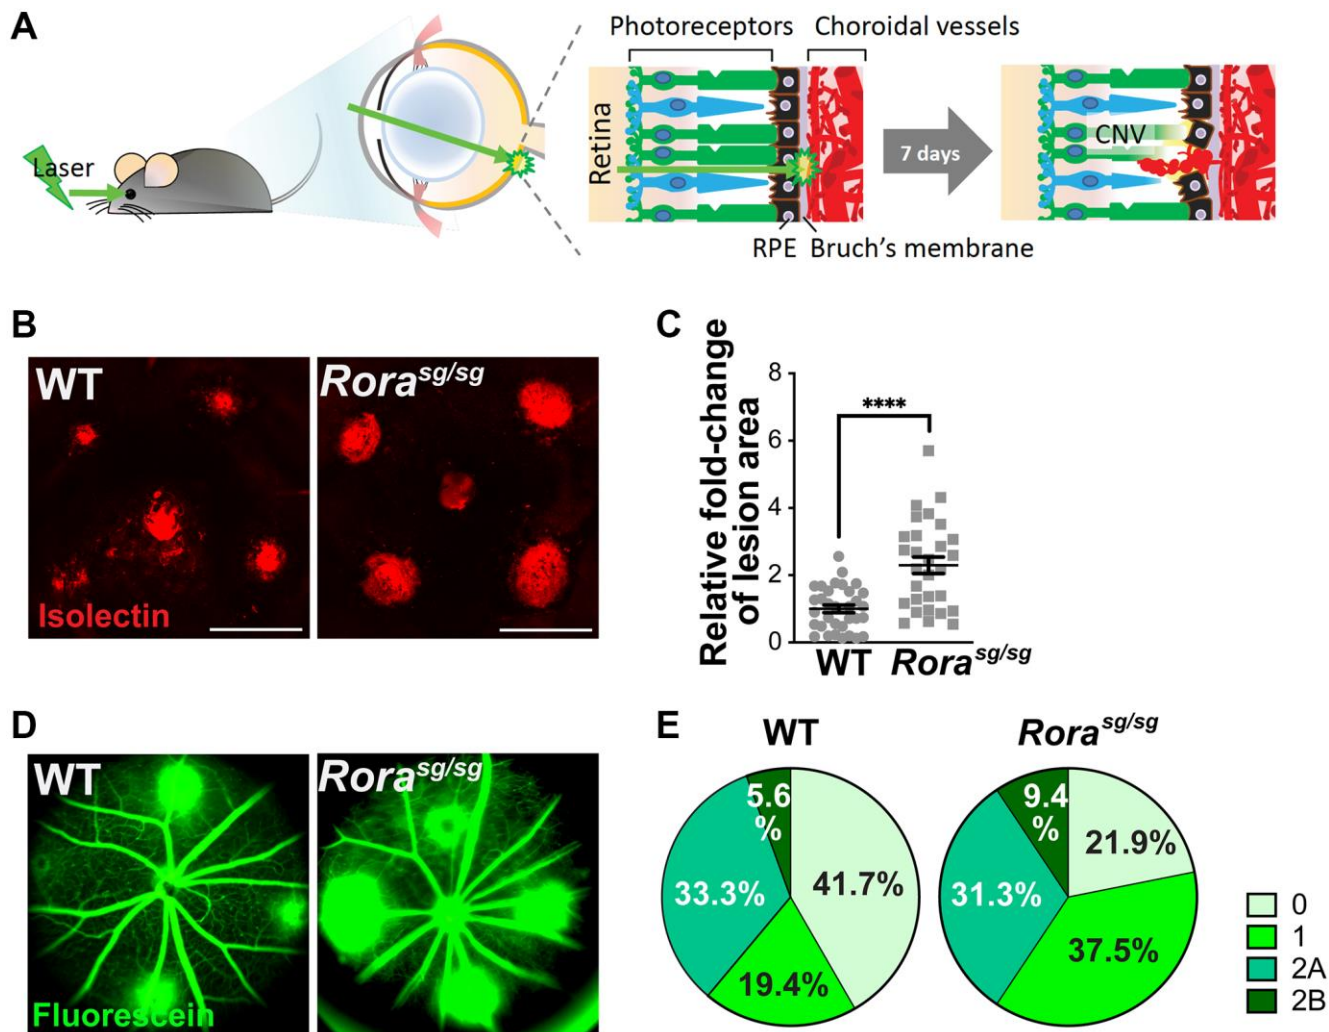 A
Laser
Photoreceptors
Choroidal vessels
Retina
RPE
Bruch's membrane
7 days
CNV
B
WT
Rora^sg/sg
Isolectin
C
Relative fold-change
of lesion area
8
6
4
2
0
****
WT
Rora^sg/sg
D
WT
Rora^sg/sg
Fluorescein
E
WT
Rora^sg/sg
5.6
%
41.7%
33.3%
19.4%
9.4
%
21.9%
31.3%
37.5%
0
1
2A
2B